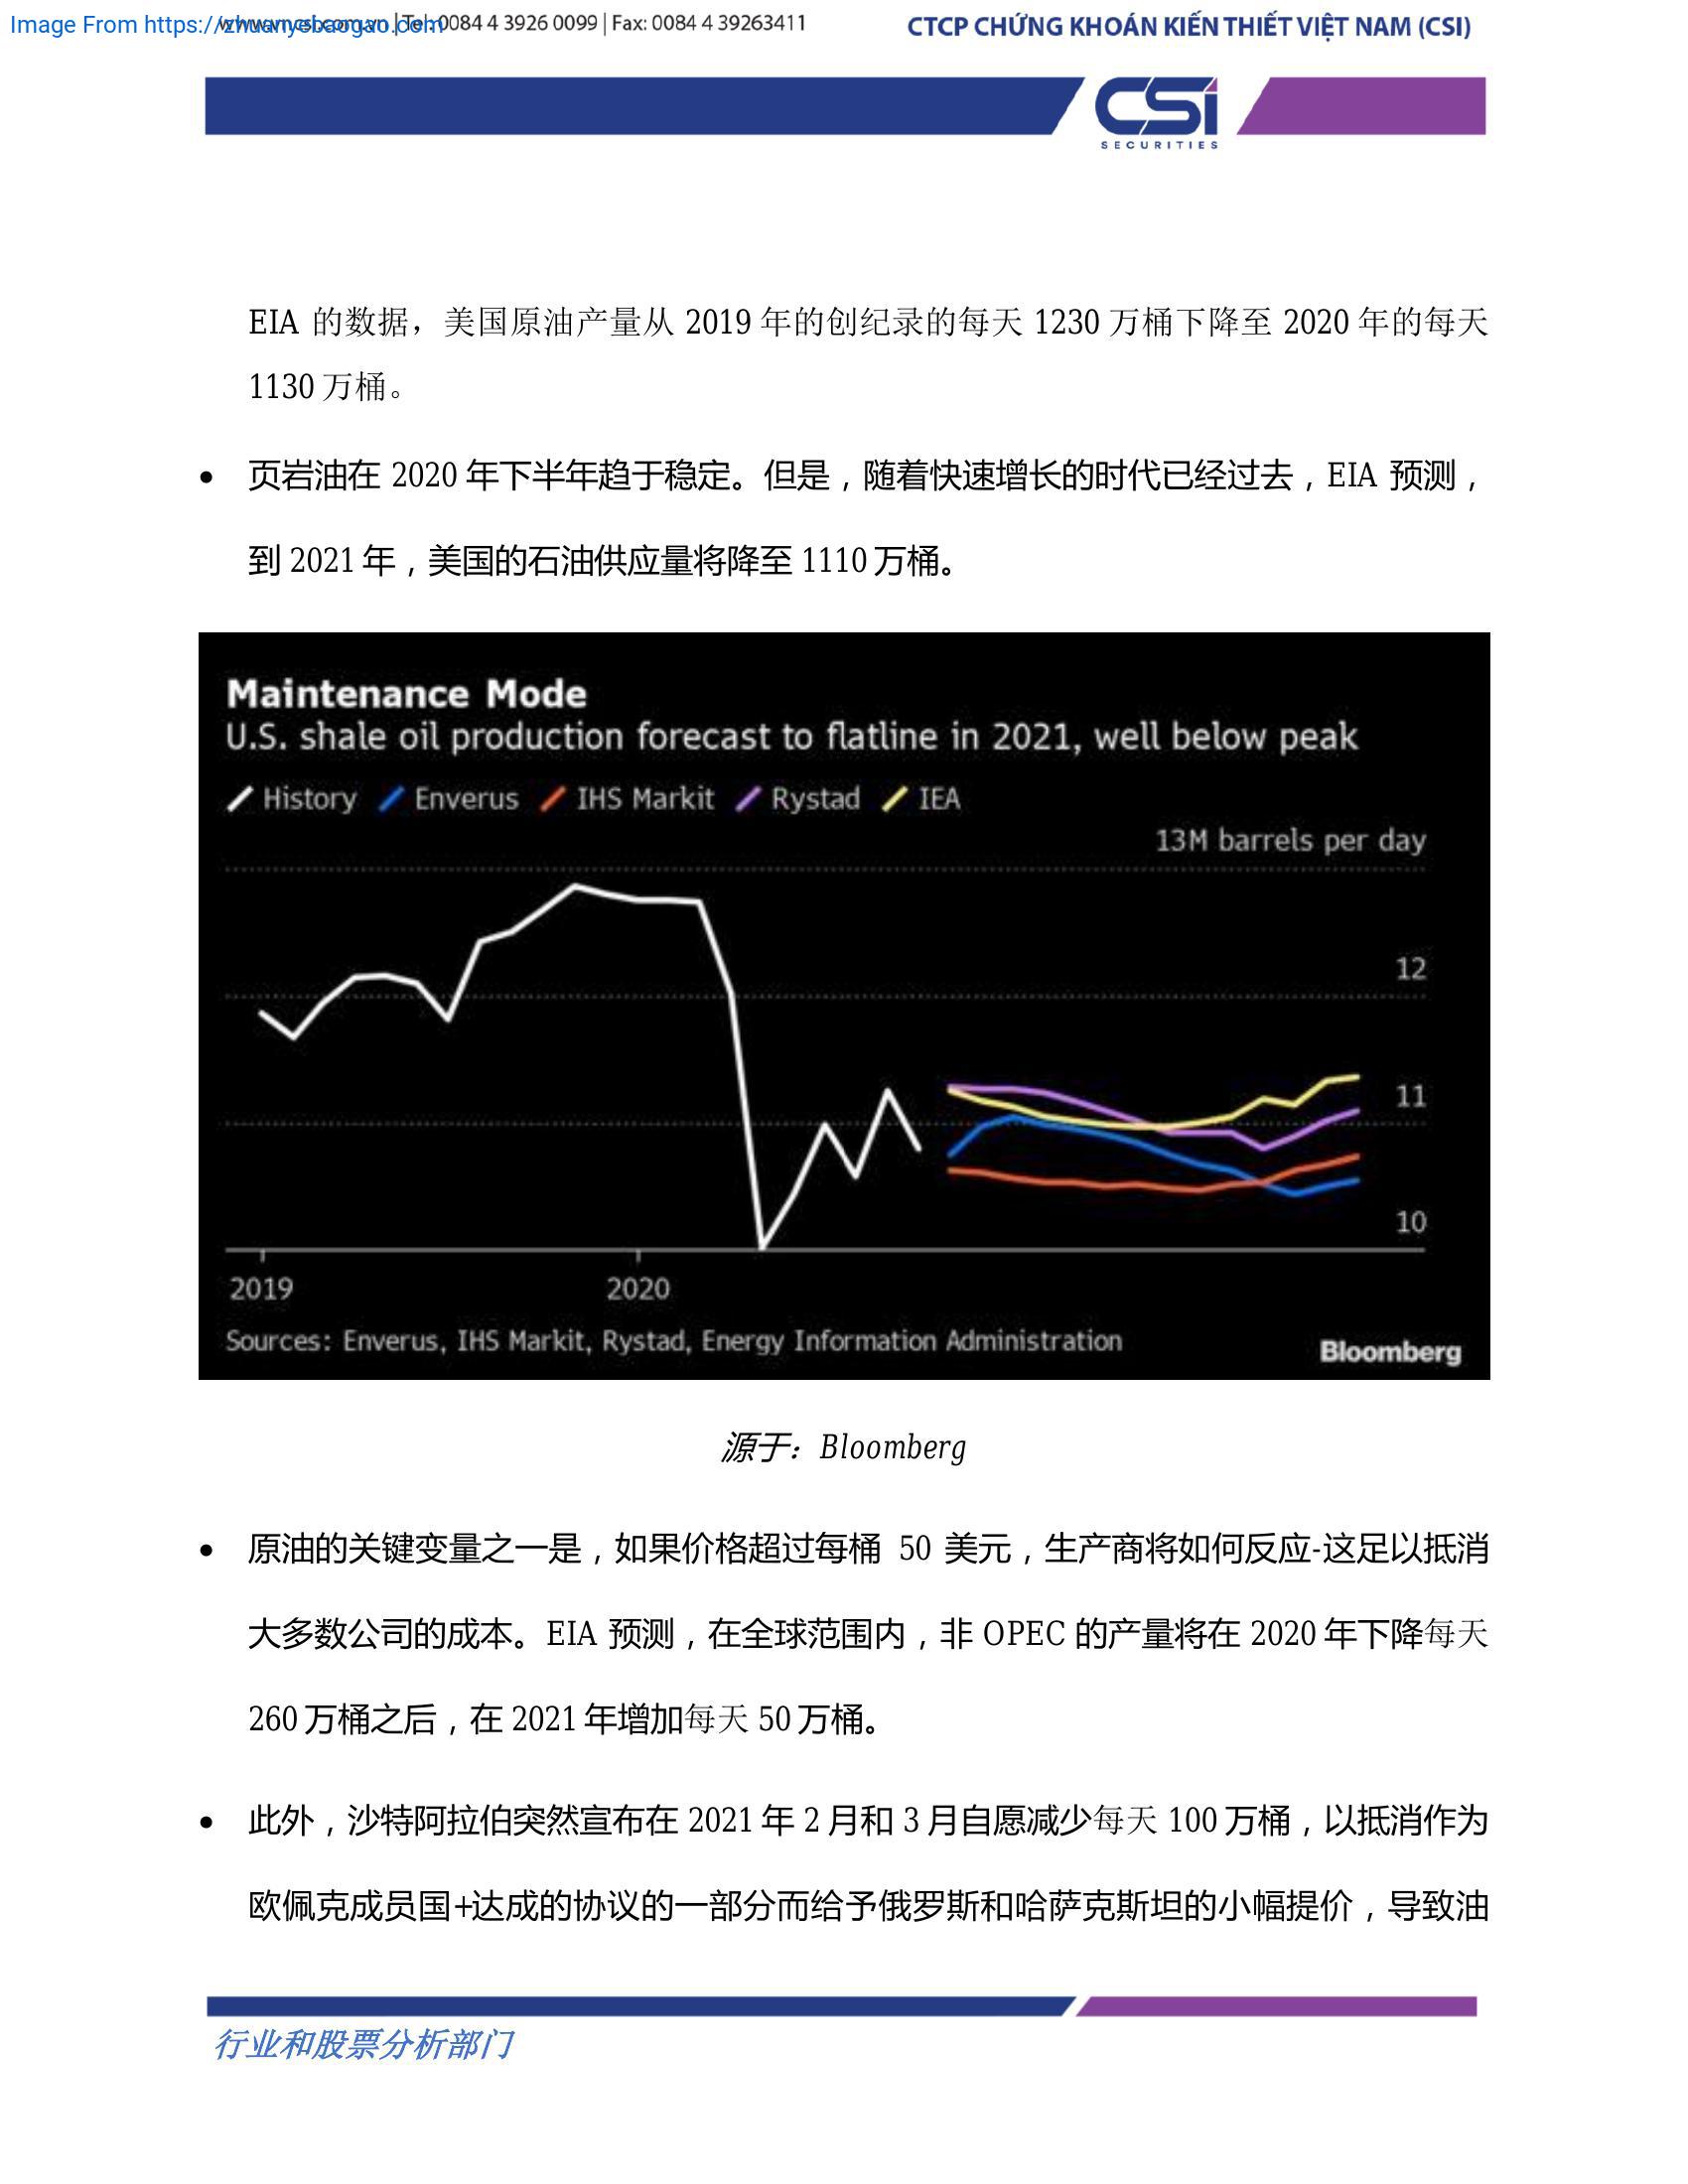 Image From https://zhuanyebaogao.com
www.vncsi.com.vn | Tel: 0084 4 3926 0099 | Fax: 0084 4 39263411
CTCP CHỨNG KHOÁN KIẾN THIẾT VIỆT NAM (CSI)
CSi
SECURITIES
EIA 的数据，美国原油产量从 2019 年的创纪录的每天 1230 万桶下降至 2020 年的每天
1130 万桶。
• 页岩油在 2020 年下半年趋于稳定。但是，随着快速增长的时代已经过去，EIA 预测，
到 2021 年，美国的石油供应量将降至 1110 万桶。
Maintenance Mode
U.S. shale oil production forecast to flatline in 2021, well below peak
History Enverus IHS Markit Rystad IEA
13M barrels per day
12
11
10
2019 2020
Sources: Enverus, IHS Markit, Rystad, Energy Information Administration
Bloomberg
源于：Bloomberg
• 原油的关键变量之一是，如果价格超过每桶 50 美元，生产商将如何反应-这足以抵消
大多数公司的成本。EIA 预测，在全球范围内，非 OPEC 的产量将在 2020 年下降每天
260 万桶之后，在 2021 年增加每天 50 万桶。
• 此外，沙特阿拉伯突然宣布在 2021 年 2 月和 3 月自愿减少每天 100 万桶，以抵消作为
欧佩克成员国+达成的协议的一部分而给予俄罗斯和哈萨克斯坦的小幅提价，导致油
行业和股票分析部门